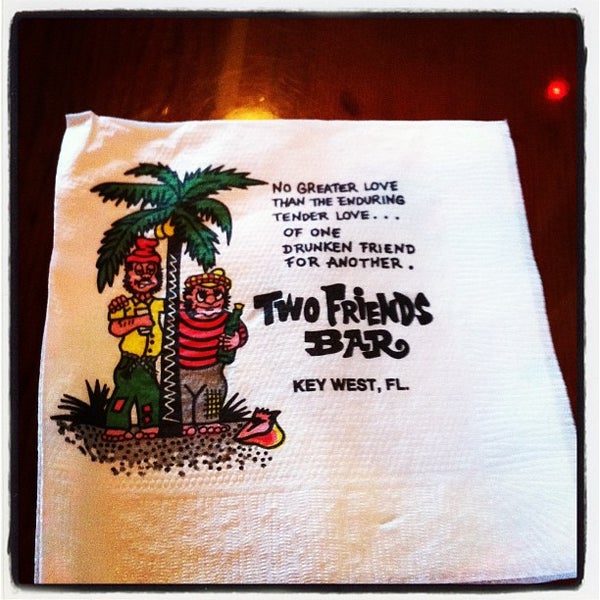 NO GREATER LOVE
THAN THE ENDURING
TENDER LOVE...
OF ONE
DRUNKEN FRIEND
FOR ANOTHER.
TWO FRIENDS
BAR
KEY WEST, FL.